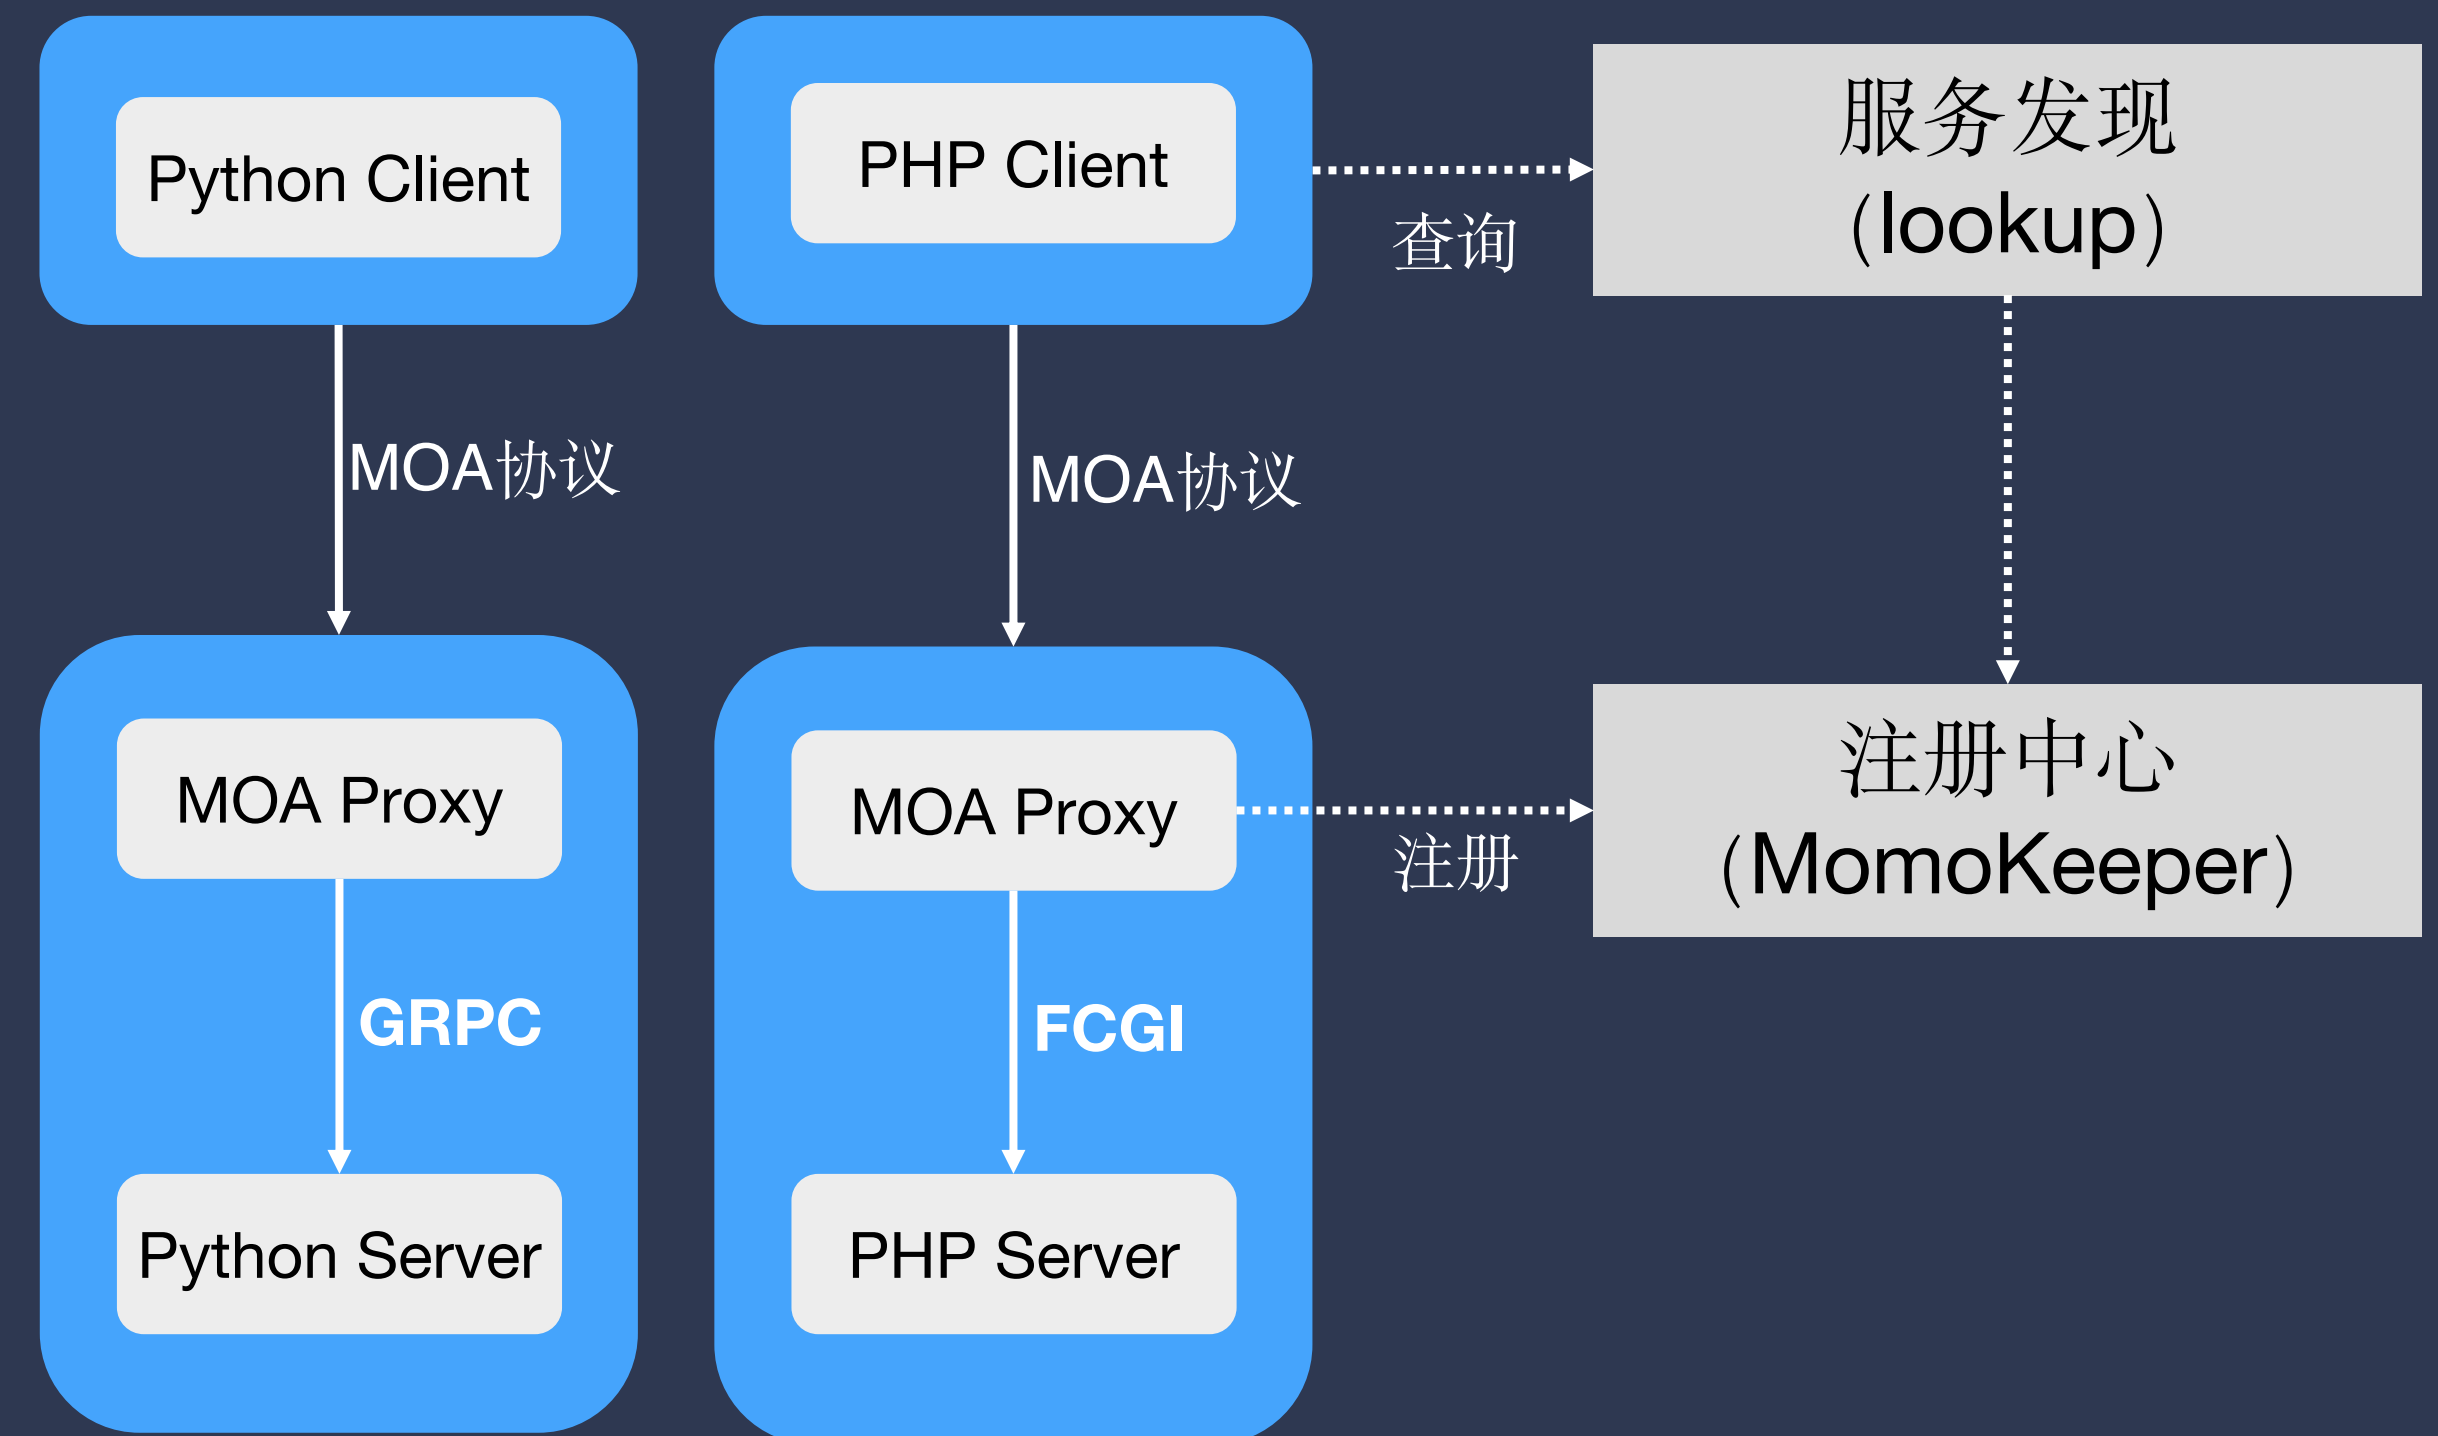 Python Client
PHP Client
服务发现
（lookup）
查询
MOA协议
MOA协议
MOA Proxy
MOA Proxy
注册中心
（MomoKeeper）
注册
GRPC
FCGI
Python Server
PHP Server